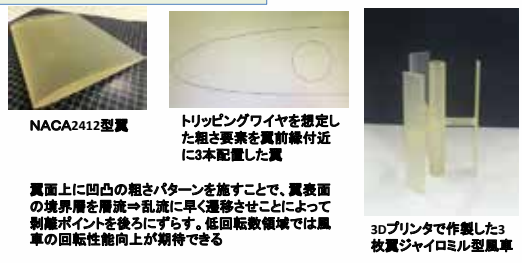 NACA2412型翼
トリッピングワイヤを想定し
た粗さ要素を翼前縁付近
に3本配置した翼
翼面上に凹凸の粗さパターンを施すことで、翼表面
の境界層を層流⇒乱流に早く遷移させことによって
剥離ポイントを後ろにずらす。低回転数領域では風
車の回転性能向上が期待できる
3Dプリンタで作製した3
枚翼ジャイロミル型風車